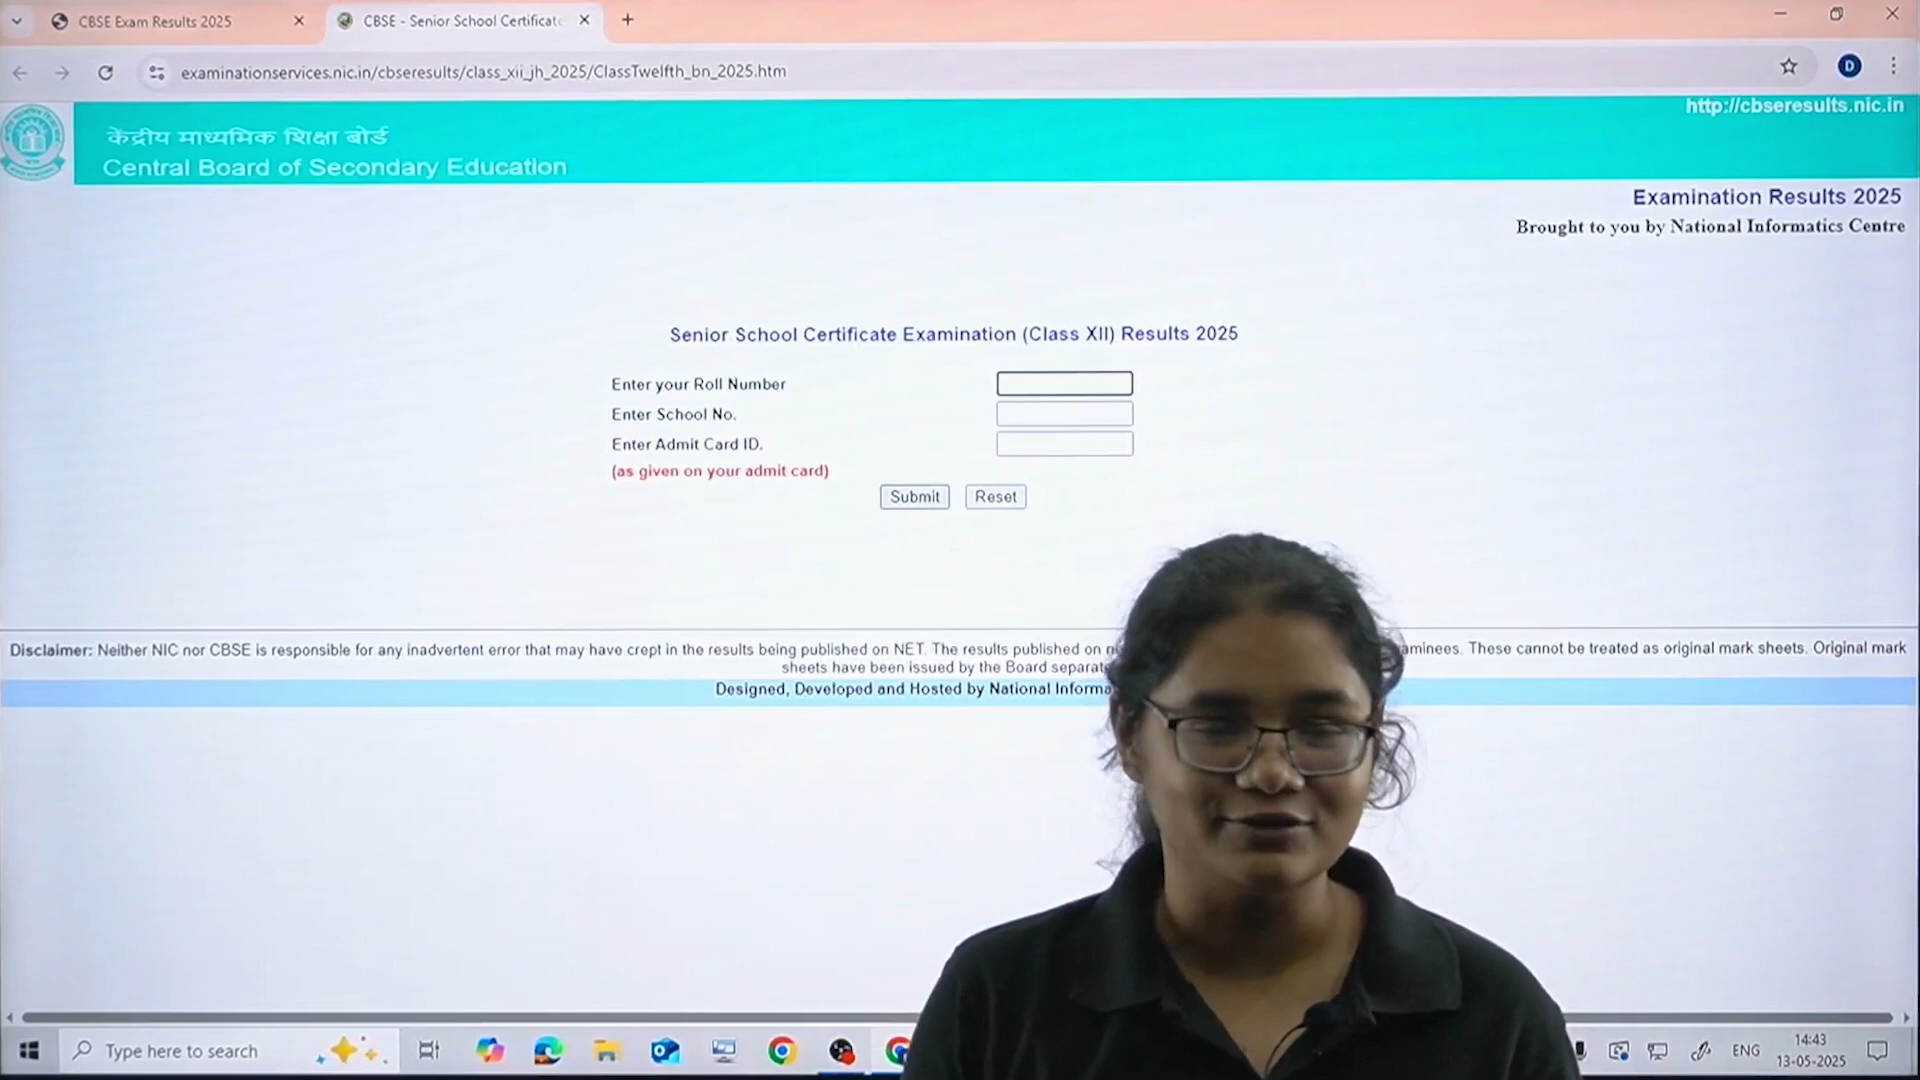 CBSE Exam Results 2025
CBSE - Senior School Certificate
examinationservices.nic.in/cbseresults/class_xii_jh_2025/ClassTwelfth_bn_2025.htm
D
http://cbseresults.nic.in
केंद्रीय माध्यमिक शिक्षा बोर्ड
Central Board of Secondary Education
Examination Results 2025
Brought to you by National Informatics Centre
Senior School Certificate Examination (Class XII) Results 2025
Enter your Roll Number
Enter School No.
Enter Admit Card ID.
(as given on your admit card)
Submit Reset
Disclaimer: Neither NIC nor CBSE is responsible for any inadvertent error that may have crept in the results being published on NET. The results published on aminees. These cannot be treated as original mark sheets. Original mark
sheets have been issued by the Board separat
Designed, Developed and Hosted by National Informa
Type here to search
ENG
14:43
13-05-2025